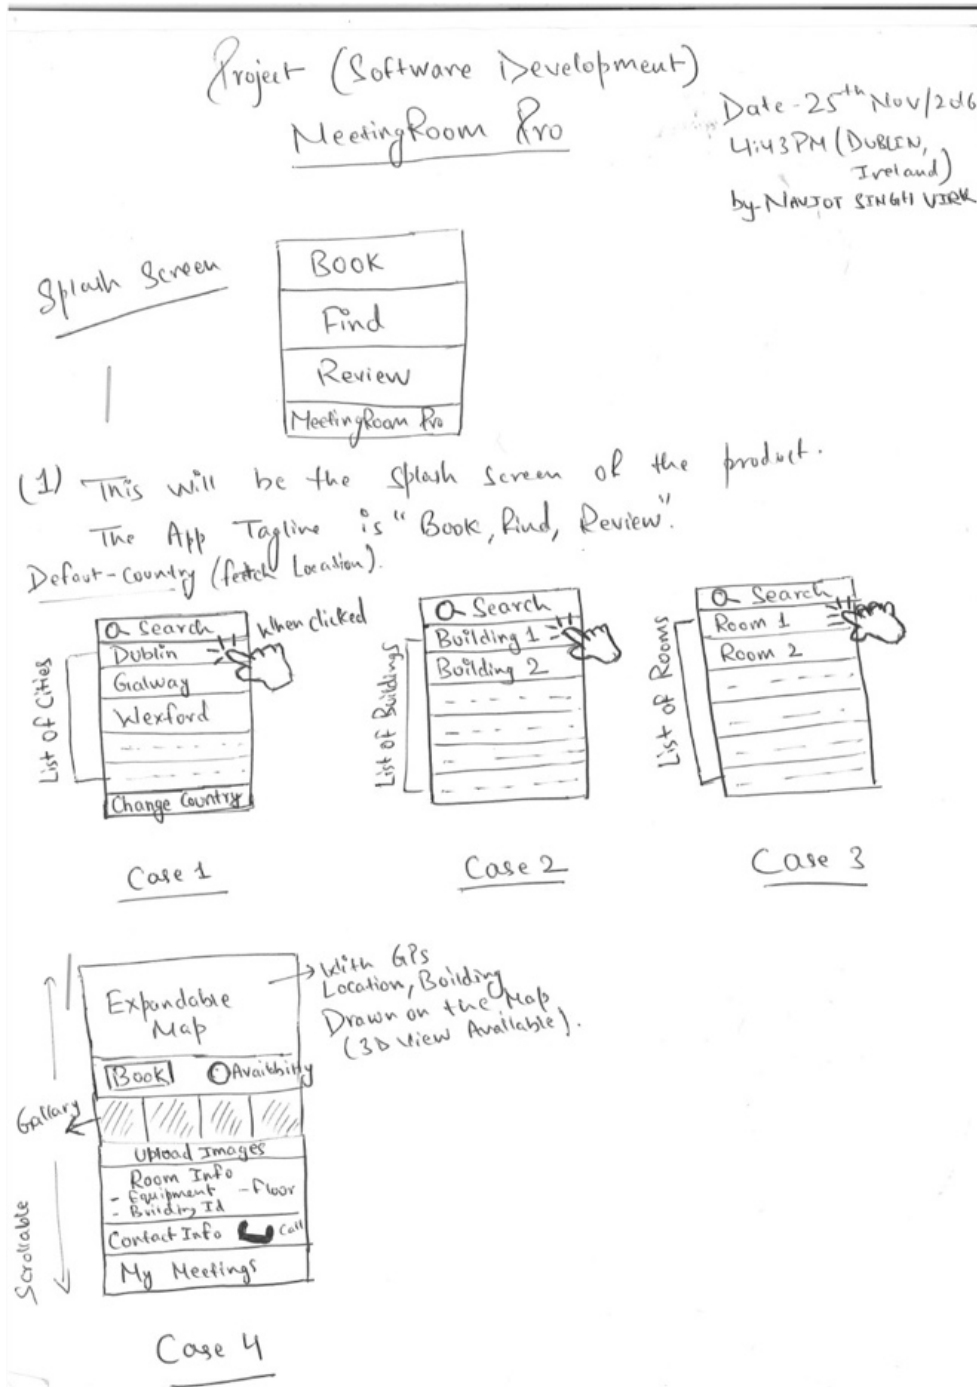 Project (Software Development)
MeetingRoom Pro
Date - 25th Nov/2016
4:43 PM (DUBLIN,
Ireland)
by - NAVJOT SINGH VIRK
Splash Screen
Book
Find
Review
MeetingRoom Pro
(1) This will be the splash screen of the product.
The App Tagline is "Book, Find, Review".
Defaut-Country (fetch Location).
Search
Dublin
Galway
Wexford
Change Country
List of Cities
When clicked
Case 1
Search
Building 1
Building 2
List of Buildings
Case 2
Search
Room 1
Room 2
List of Rooms
Case 3
Expandable
Map
With GPs
Location, Building
Drawn on the Map
(3D View Available).
Book Availability
Gallary
Upload Images
Room Info
- Equipment - Floor
- Building Id
Contact Info Call
My Meetings
Scrollable
Case 4